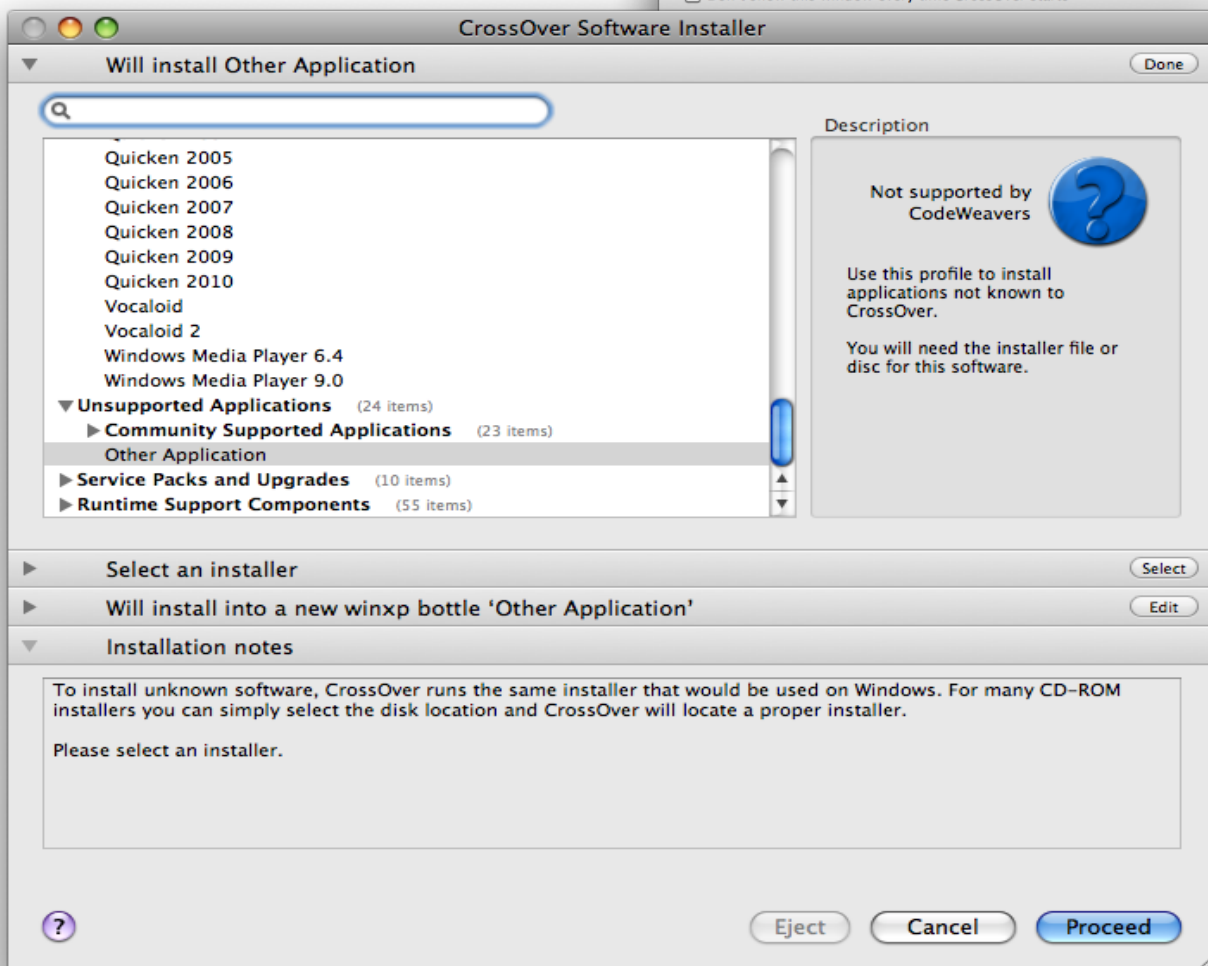 CrossOver Software Installer
Will install Other Application
Done
Description
Quicken 2005
Quicken 2006
Quicken 2007
Quicken 2008
Quicken 2009
Quicken 2010
Vocaloid
Vocaloid 2
Windows Media Player 6.4
Windows Media Player 9.0
Unsupported Applications (24 items)
Community Supported Applications (23 items)
Other Application
Service Packs and Upgrades (10 items)
Runtime Support Components (55 items)
Not supported by
CodeWeavers
?
Use this profile to install
applications not known to
CrossOver.
You will need the installer file or
disc for this software.
Select an installer
Select
Will install into a new winxp bottle ‘Other Application’
Edit
Installation notes
To install unknown software, CrossOver runs the same installer that would be used on Windows. For many CD-ROM
installers you can simply select the disk location and CrossOver will locate a proper installer.
Please select an installer.
?
Eject
Cancel
Proceed